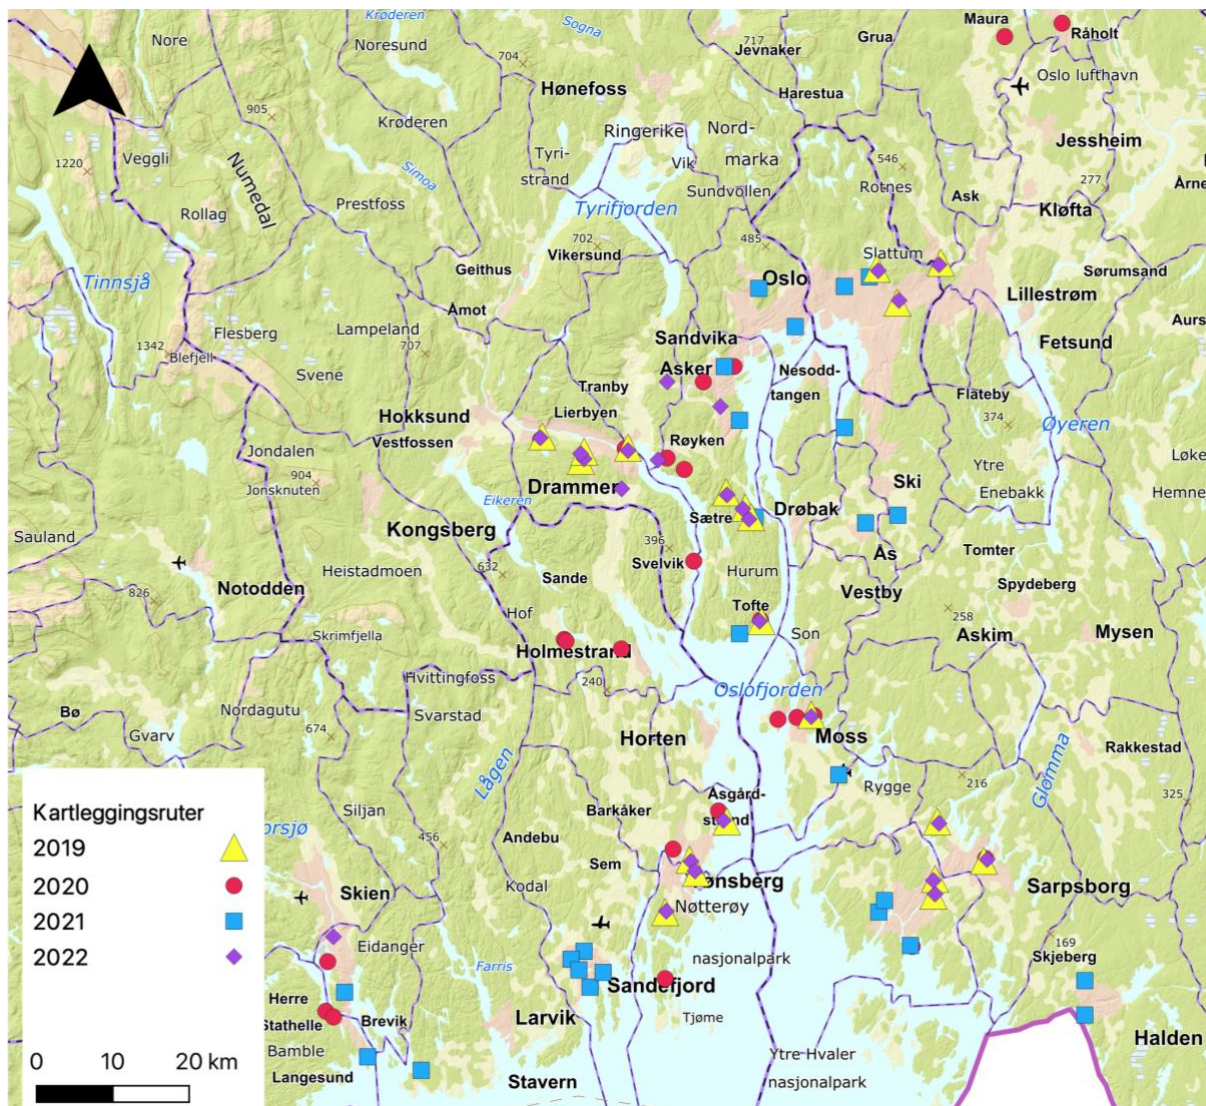 Krøderen
Sogna
Maura
Råholt
Nore
Noresund
704
717
Jevnaker
Grua
Oslo lufthavn
Hønefoss
Harestua
905
Krøderen
Ringerike
Nord-
marka
Jessheim
1220
Veggli
Numedal
Simoa
Tyri-
strand
Vik
Sundvollen
546
Rotnes
Ask
277
Årne
Rollag
Prestfoss
Tyrifjorden
Kløfta
702
Vikersund
485
Slattum
Tinnsjå
Geithus
Oslo
Sørumsand
Lillestrøm
Åmot
Flesberg
Lampeland
707
1342
Blefjell
Svene
Sandvika
Asker
Fetsund
Aurs
Tranby
Nesodd-
tangen
Flateby
374
Øyeren
Hokksund
Lierbyen
Vestfossen
Røyken
Jondalen
904
Jonsknuten
Ytre
Enebakk
Løke
Hemne
Drammen
Eikeren
Ski
Sætre
Drøbak
Kongsberg
Sauland
396
Svelvik
Ås
Tomter
826
Notodden
Heistadmoen
632
Sande
Hurum
Vestby
Spydeberg
Hof
Tofte
258
Skrimfjella
Holmestrand
Son
Askim
Mysen
Hvittingfoss
240
Oslofjorden
Bø
Nordagutu
Svarstad
Gvarv
674
Horten
Moss
Rakkestad
Lågen
Rygge
216
Glomma
325
Kartleggingsruter
2019
2020
2021
2022
0 10 20 km
orsjø
Siljan
456
Barkåker
Åsgård-
strand
Andebu
Sem
Skien
Kodal
ønsberg
Nøtterøy
Sarpsborg
Eidanger
Farris
nasjonalpark
169
Skjeberg
Sandefjord
Herre
Stathelle
Brevik
Larvik
Tjøme
Bamble
Langesund
Stavern
Ytre Hvaler
nasjonalpark
Halden